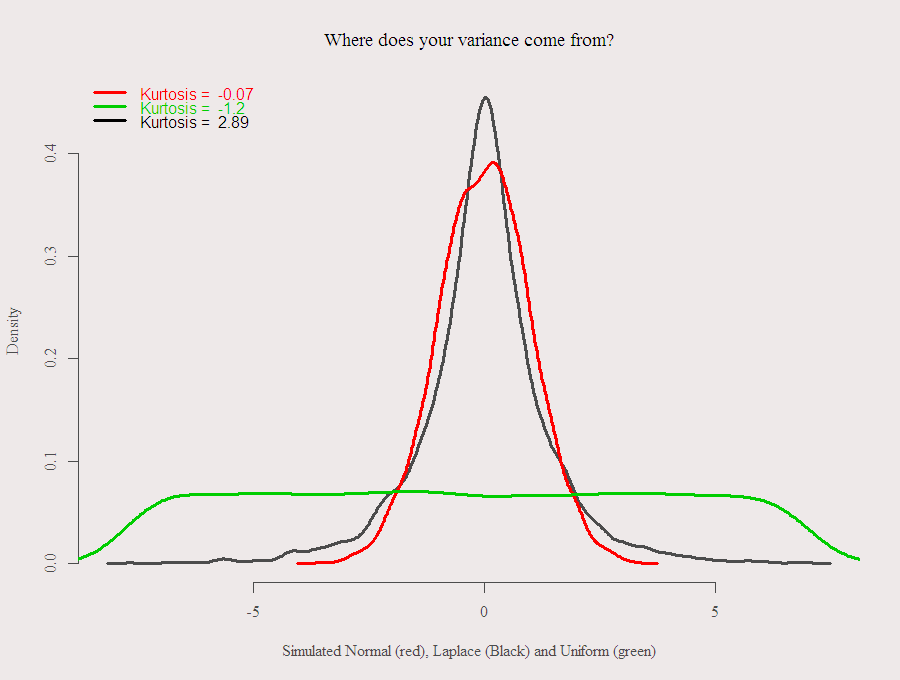 Where does your variance come from?
Kurtosis = -0.07
Kurtosis = -1.2
Kurtosis = 2.89
Density
0.0
0.1
0.2
0.3
0.4
-5
0
5
Simulated Normal (red), Laplace (Black) and Uniform (green)